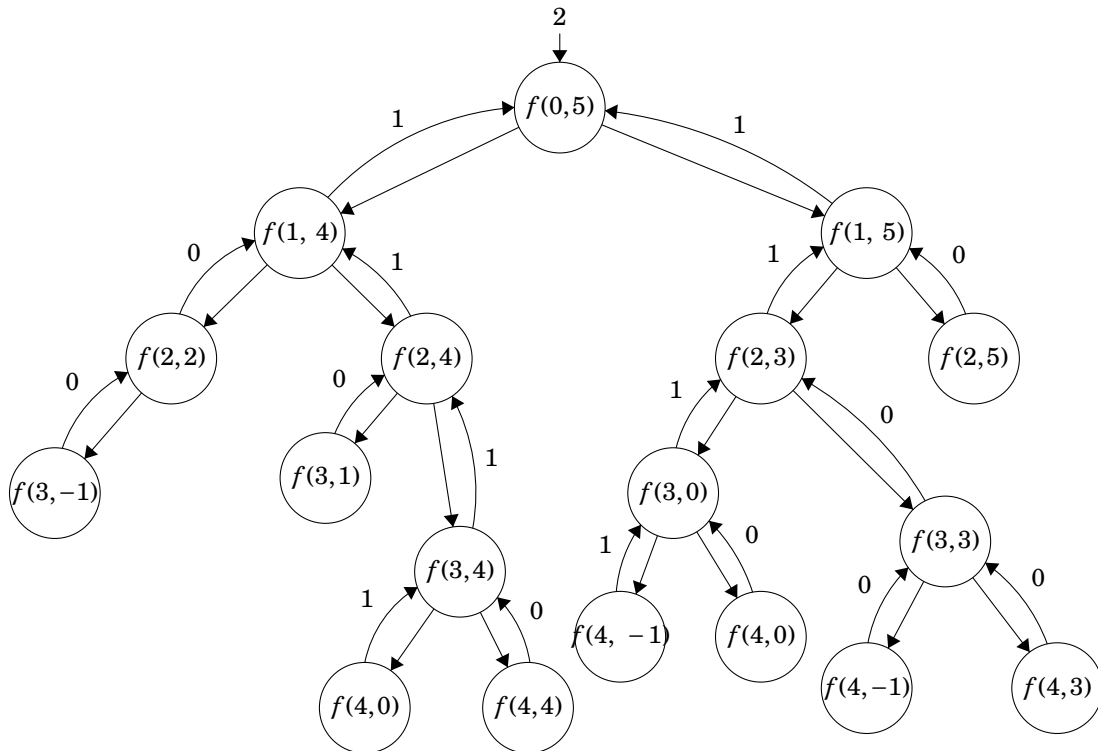 2
f(0,5)
1
1
f(1, 4)
f(1, 5)
0
1
1
0
f(2,2)
f(2,4)
f(2,3)
f(2,5)
0
0
1
0
f(3,−1)
f(3,1)
1
f(3,0)
f(3,3)
f(3,4)
1
0
1
0
0
0
f(4, −1)
f(4,0)
f(4,−1)
f(4,3)
f(4,0)
f(4,4)